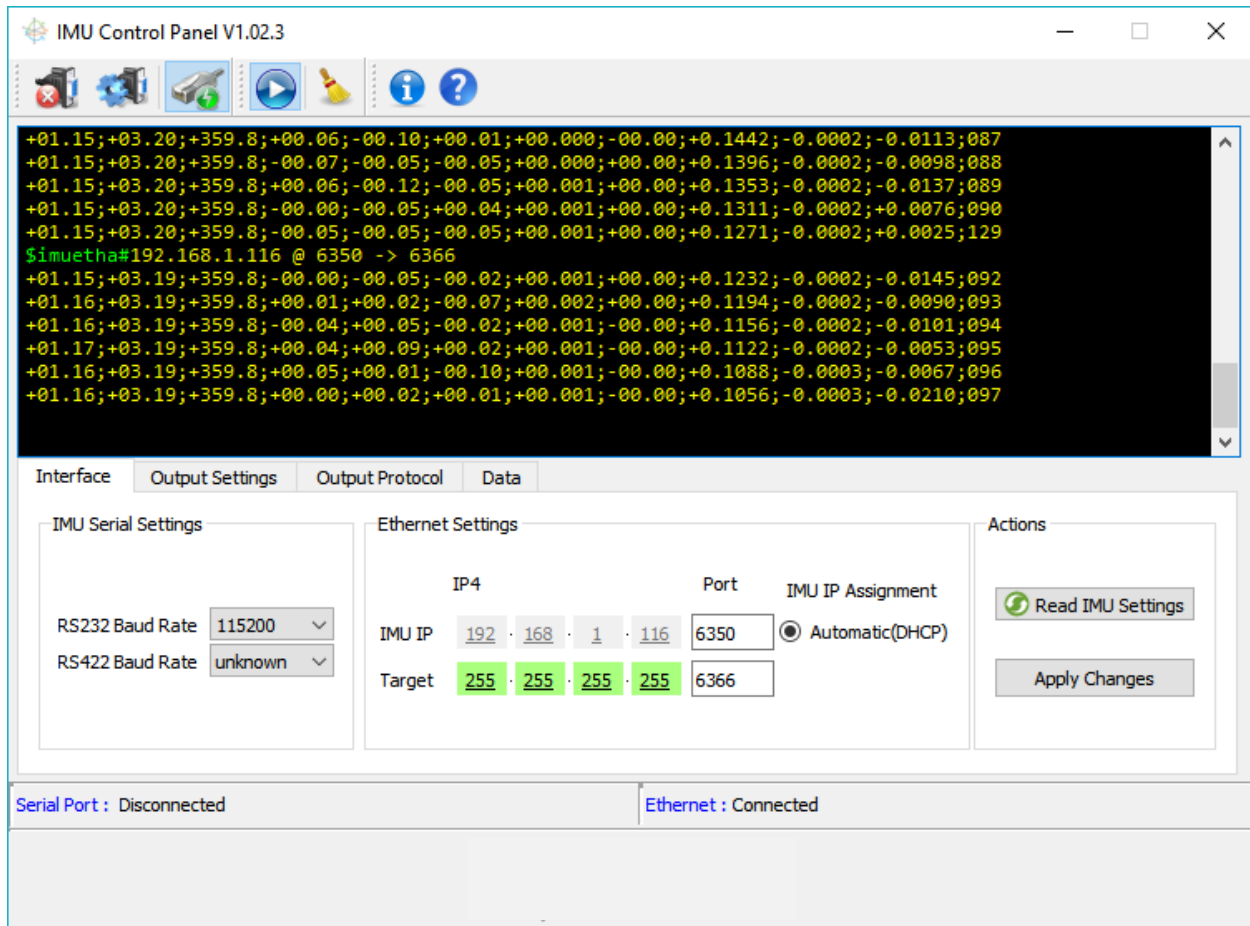 IMU Control Panel V1.02.3
+01.15;+03.20;+359.8;+00.06;-00.10;+00.01;+00.000;-00.00;+0.1442;-0.0002;-0.0113;087
+01.15;+03.20;+359.8;-00.07;-00.05;-00.05;+00.000;+00.00;+0.1396;-0.0002;-0.0098;088
+01.15;+03.20;+359.8;+00.06;-00.12;-00.05;+00.001;+00.00;+0.1353;-0.0002;-0.0137;089
+01.15;+03.20;+359.8;-00.00;-00.05;+00.04;+00.001;+00.00;+0.1311;-0.0002;+0.0076;090
+01.15;+03.20;+359.8;-00.05;-00.05;-00.05;+00.001;+00.00;+0.1271;-0.0002;+0.0025;129
$imuetha#192.168.1.116 @ 6350 -> 6366
+01.15;+03.19;+359.8;-00.00;-00.05;-00.02;+00.001;+00.00;+0.1232;-0.0002;-0.0145;092
+01.16;+03.19;+359.8;+00.01;+00.02;-00.07;+00.002;+00.00;+0.1194;-0.0002;-0.0090;093
+01.16;+03.19;+359.8;-00.04;+00.05;-00.02;+00.001;-00.00;+0.1156;-0.0002;-0.0101;094
+01.17;+03.19;+359.8;+00.04;+00.09;+00.02;+00.001;-00.00;+0.1122;-0.0002;-0.0053;095
+01.16;+03.19;+359.8;+00.05;+00.01;-00.10;+00.001;-00.00;+0.1088;-0.0003;-0.0067;096
+01.16;+03.19;+359.8;+00.00;+00.02;+00.01;+00.001;-00.00;+0.1056;-0.0003;-0.0210;097
Interface Output Settings Output Protocol Data
IMU Serial Settings
RS232 Baud Rate 115200
RS422 Baud Rate unknown
Ethernet Settings
IP4 Port IMU IP Assignment
IMU IP 192 . 168 . 1 . 116 6350 Automatic(DHCP)
Target 255 . 255 . 255 . 255 6366
Actions
Read IMU Settings
Apply Changes
Serial Port : Disconnected
Ethernet : Connected